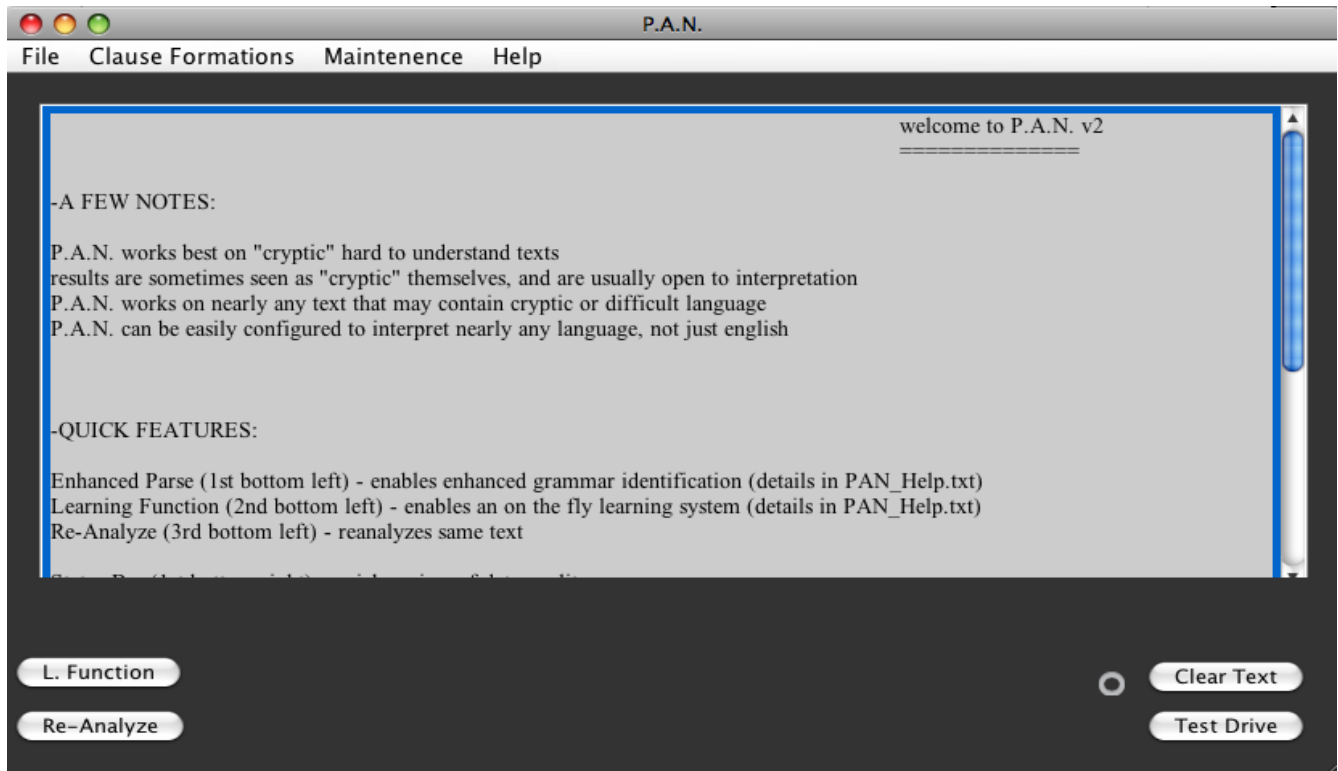 P.A.N.
File Clause Formations Maintenence Help
welcome to P.A.N. v2
==============
-A FEW NOTES:
P.A.N. works best on "cryptic" hard to understand texts
results are sometimes seen as "cryptic" themselves, and are usually open to interpretation
P.A.N. works on nearly any text that may contain cryptic or difficult language
P.A.N. can be easily configured to interpret nearly any language, not just english
-QUICK FEATURES:
Enhanced Parse (1st bottom left) - enables enhanced grammar identification (details in PAN_Help.txt)
Learning Function (2nd bottom left) - enables an on the fly learning system (details in PAN_Help.txt)
Re-Analyze (3rd bottom left) - reanalyzes same text
L. Function
Clear Text
Re-Analyze
Test Drive